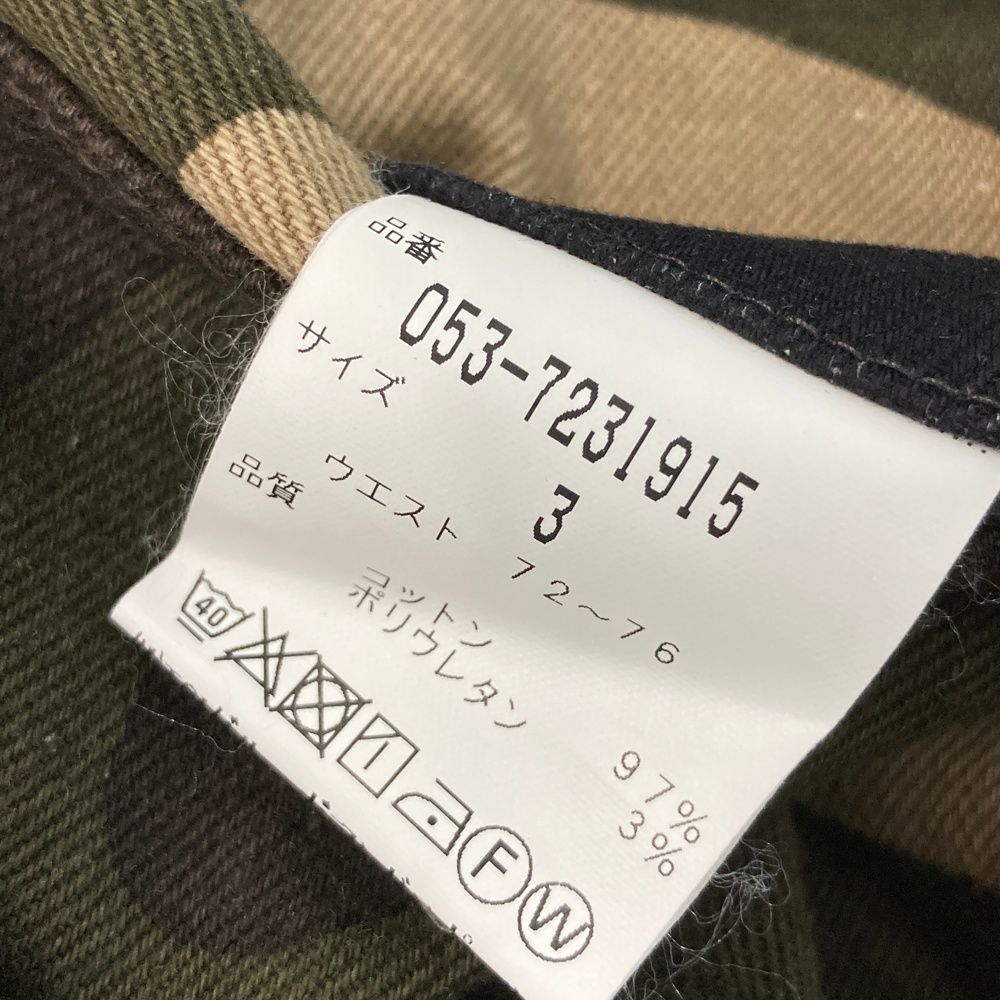 品番
053-7231915
サイズ 3
ウエスト 72～76
品質
コットン 97%
ポリウレタン 3%
40
F W